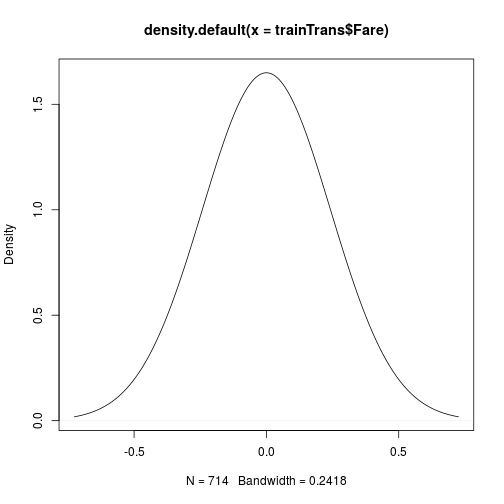 density.default(x = trainTrans$Fare)
Density
0.0
0.5
1.0
1.5
-0.5
0.0
0.5
N = 714 Bandwidth = 0.2418